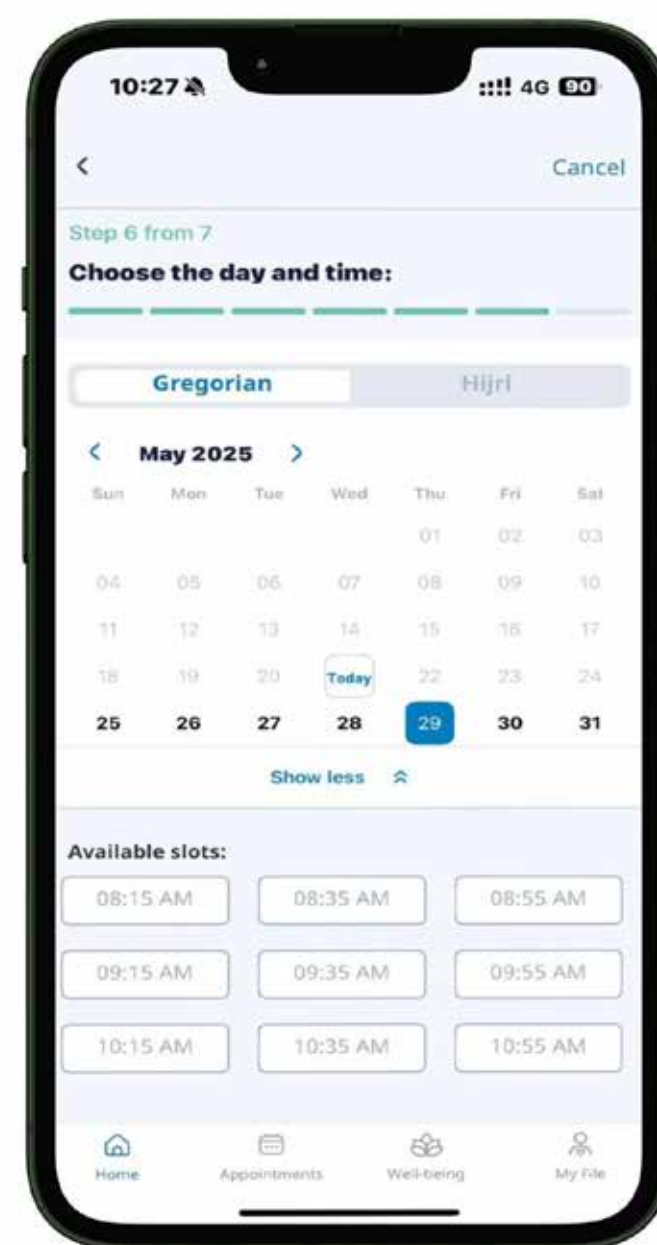 10:27 4G 90
Cancel
Step 6 from 7
Choose the day and time:
Gregorian Hijri
May 2025
Sun Mon Tue Wed Thu Fri Sat
01 02 03
04 05 06 07 08 09 10
11 12 13 14 15 16 17
18 19 20 Today 22 23 24
25 26 27 28 29 30 31
Show less
Available slots:
08:15 AM 08:35 AM 08:55 AM
09:15 AM 09:35 AM 09:55 AM
10:15 AM 10:35 AM 10:55 AM
Home Appointments Well-being My File